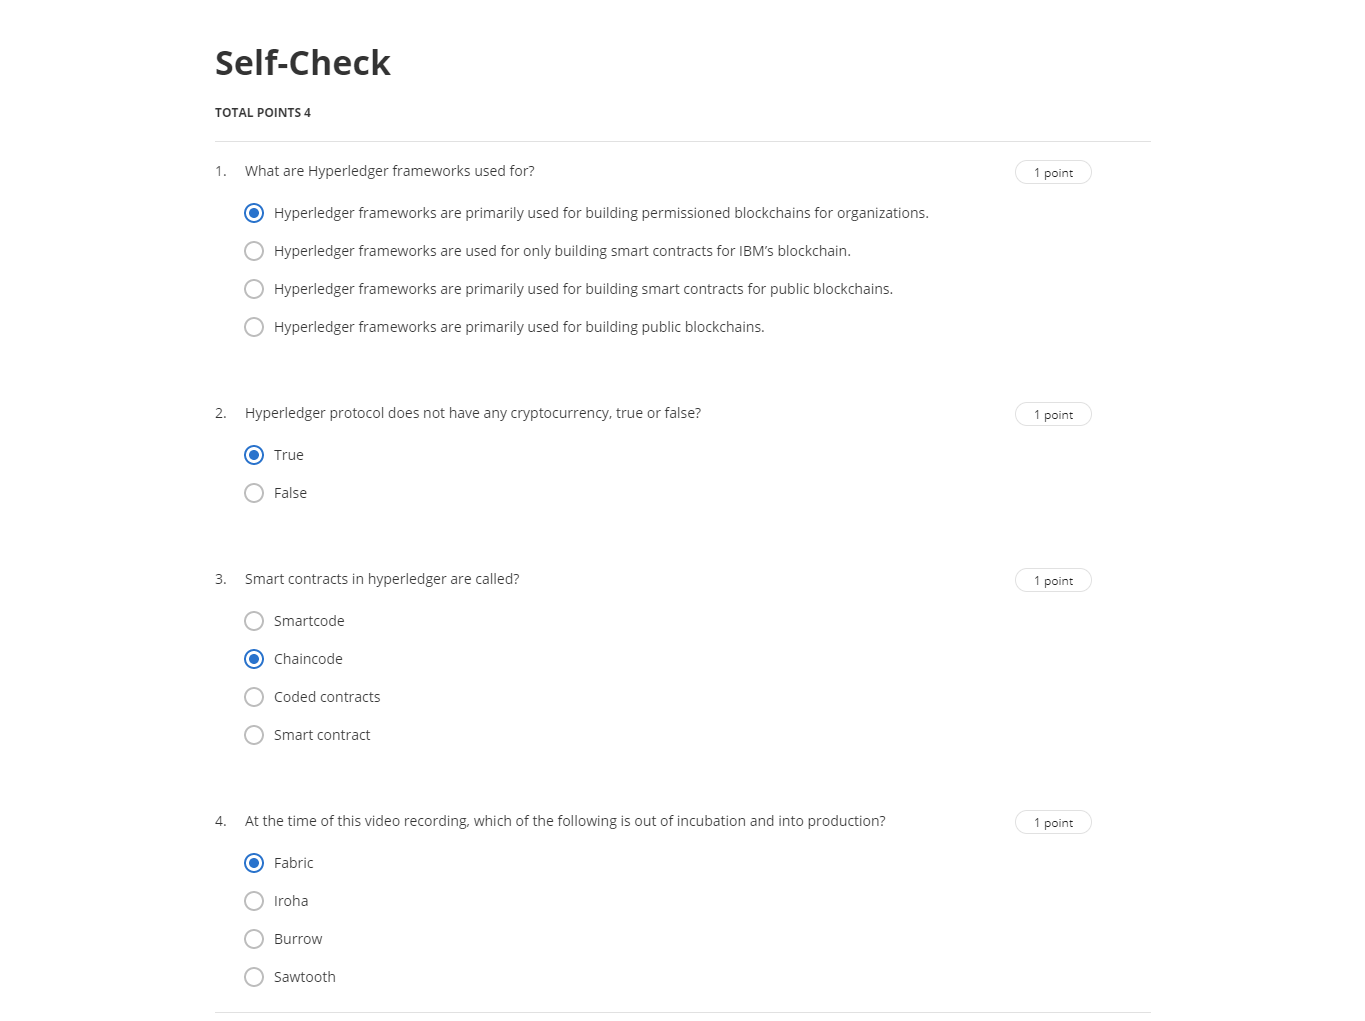 Self-Check
TOTAL POINTS 4
1. What are Hyperledger frameworks used for?
1 point
Hyperledger frameworks are primarily used for building permissioned blockchains for organizations.
Hyperledger frameworks are used for only building smart contracts for IBM’s blockchain.
Hyperledger frameworks are primarily used for building smart contracts for public blockchains.
Hyperledger frameworks are primarily used for building public blockchains.
2. Hyperledger protocol does not have any cryptocurrency, true or false?
1 point
True
False
3. Smart contracts in hyperledger are called?
1 point
Smartcode
Chaincode
Coded contracts
Smart contract
4. At the time of this video recording, which of the following is out of incubation and into production?
1 point
Fabric
Iroha
Burrow
Sawtooth